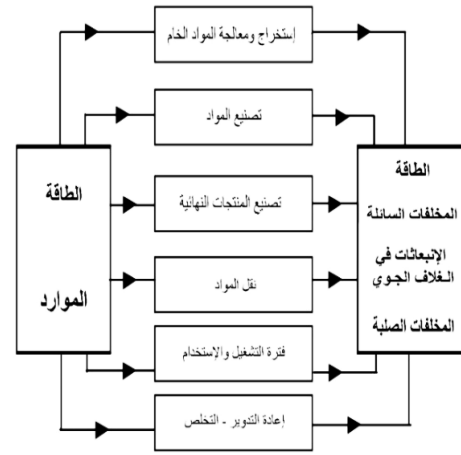 إستخراج ومعالجة المواد الخام
تصنيع المواد
تصنيع المنتجات النهائية
نقل المواد
فترة التشغيل والإستخدام
إعادة التدوير - التخلص
الطاقة
الموارد
الطاقة
المخلفات السائلة
الإنبعاثات في
الغلاف الجوي
المخلفات الصلبة